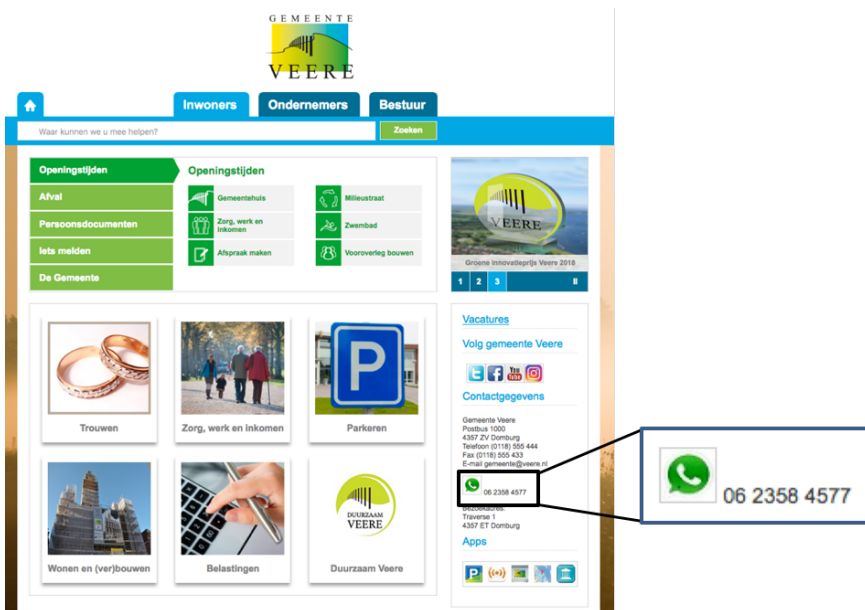 GEMEENTE
VEERE
Inwoners
Ondernemers
Bestuur
Waar kunnen we u mee helpen?
Zoeken
Openingstijden
Afval
Persoonsdocumenten
Iets melden
De Gemeente
Openingstijden
Gemeentehuis
Milieustraat
Zorg, werk en
inkomen
Zwembad
Afspraak maken
Vooroverleg bouwen
VEERE
Groene Innovatieprijs Veere 2018
1 2 3 II
Trouwen
Zorg, werk en inkomen
P
Parkeren
Wonen en (ver)bouwen
Belastingen
DUURZAAM
VEERE
Duurzaam Veere
Vacatures
Volg gemeente Veere
You
Tube
Contactgegevens
Gemeente Veere
Postbus 1000
4357 ZV Domburg
Telefoon (0118) 555 444
Fax (0118) 555 433
E-mail gemeente@veere.nl
06 2358 4577
Bezoekadres:
Traverse 1
4357 ET Domburg
Apps
P
06 2358 4577